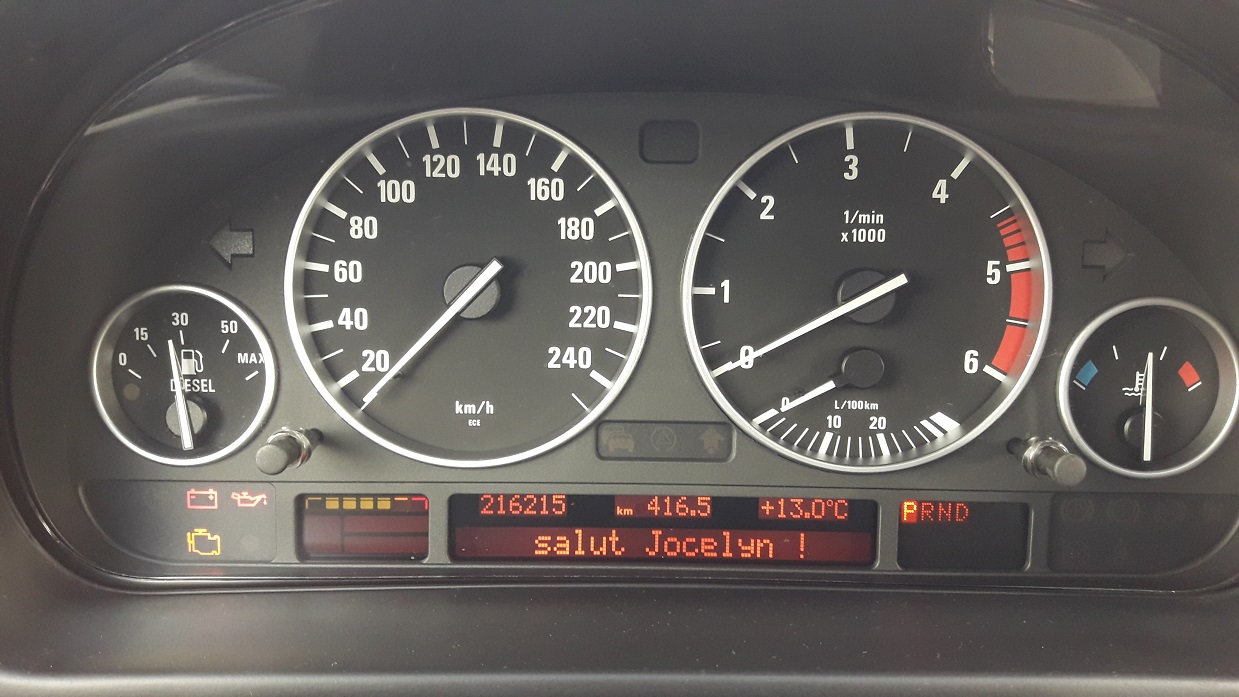 20
40
60
80
100
120
140
160
180
200
220
240
km/h
ECE
0
1
2
3
4
5
6
1/min
x1000
0
10
20
L/100km
0
15
30
50
MAX
DIESEL
216215 km 416.5 +13.0°C
salut Jocelyn !
PRND